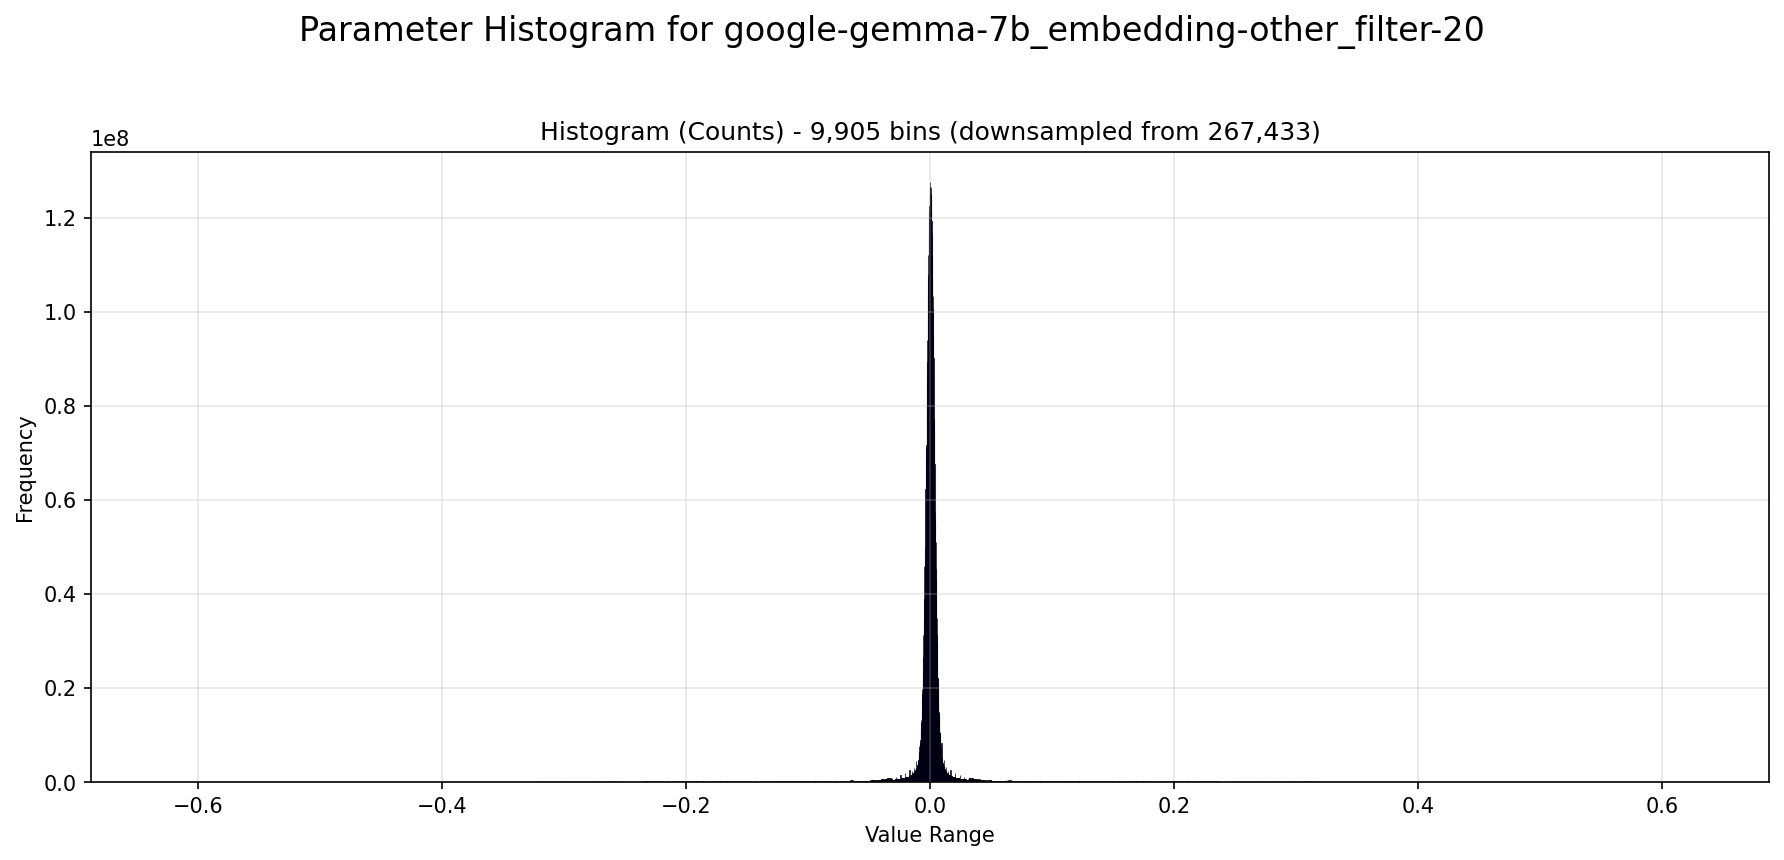 Parameter Histogram for google-gemma-7b_embedding-other_filter-20
Histogram (Counts) - 9,905 bins (downsampled from 267,433)
1e8
1.2
1.0
0.8
0.6
0.4
0.2
0.0
Frequency
−0.6 −0.4 −0.2 0.0 0.2 0.4 0.6
Value Range